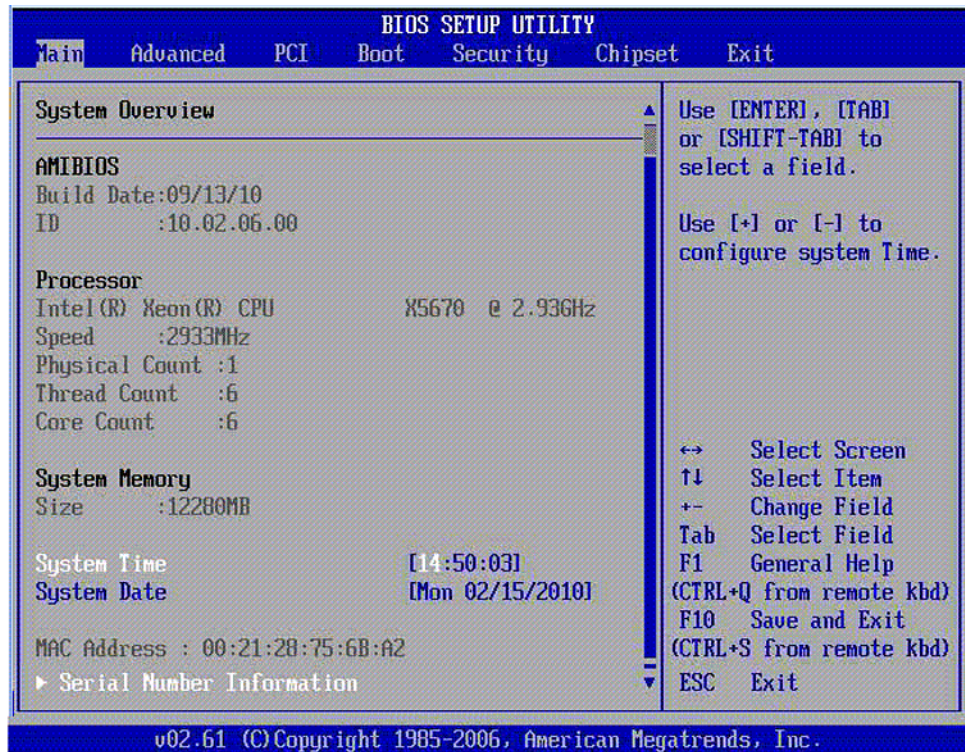 BIOS SETUP UTILITY
Main Advanced PCI Boot Security Chipset Exit
System Overview
AMIBIOS
Build Date:09/13/10
ID :10.02.06.00
Processor
Intel(R) Xeon(R) CPU X5670 @ 2.93GHz
Speed :2933MHz
Physical Count :1
Thread Count :6
Core Count :6
System Memory
Size :12280MB
System Time [14:50:03]
System Date [Mon 02/15/2010]
MAC Address : 00:21:28:75:6B:A2
▶ Serial Number Information
Use [ENTER], [TAB]
or [SHIFT-TAB] to
select a field.
Use [+] or [-] to
configure system Time.
↔ Select Screen
↑↓ Select Item
+- Change Field
Tab Select Field
F1 General Help
(CTRL+Q from remote kbd)
F10 Save and Exit
(CTRL+S from remote kbd)
ESC Exit
v02.61 (C)Copyright 1985-2006, American Megatrends, Inc.